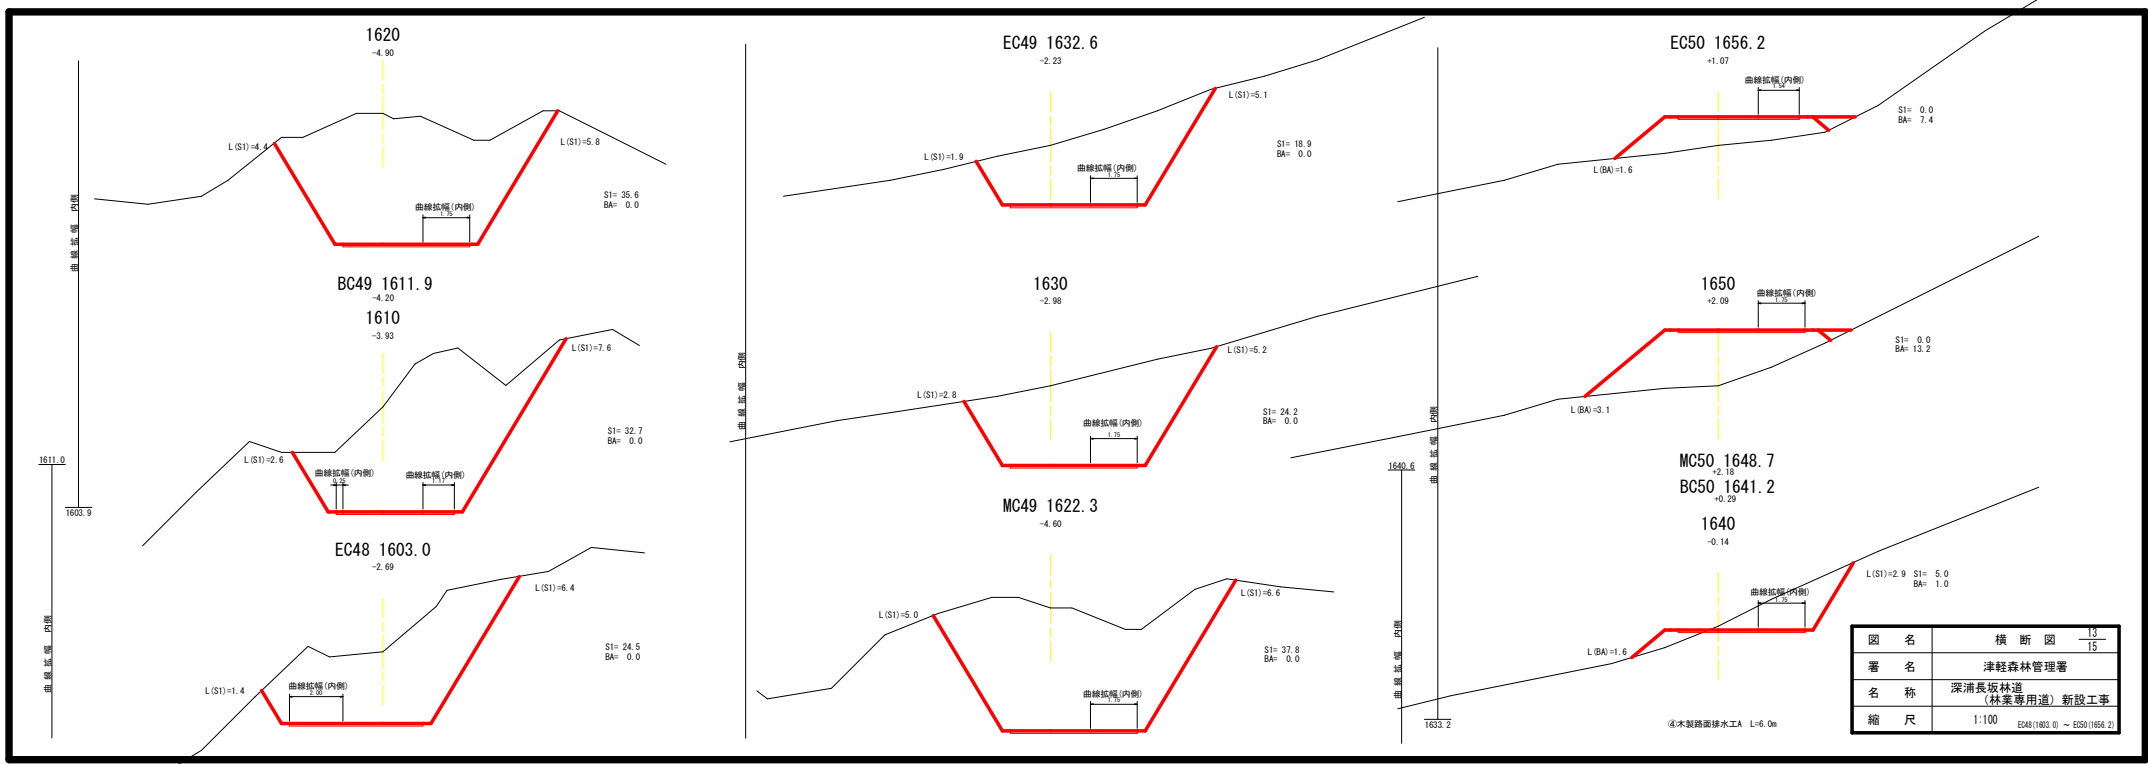 1620
-4.90
L(S1)=4.4
L(S1)=5.8
S1= 35.6
BA= 0.0
曲線拡幅(内側)
1.75
曲線拡幅 内側
BC49 1611.9
-4.20
1610
-3.93
L(S1)=7.6
L(S1)=2.6
S1= 32.7
BA= 0.0
曲線拡幅(内側)
0.25
曲線拡幅(内側)
1.17
1611.0
1603.9
EC48 1603.0
-2.69
L(S1)=6.4
L(S1)=1.4
S1= 24.5
BA= 0.0
曲線拡幅(内側)
2.00
曲線拡幅 内側
EC49 1632.6
-2.23
L(S1)=5.1
L(S1)=1.9
S1= 18.9
BA= 0.0
曲線拡幅(内側)
1.75
1630
-2.98
L(S1)=5.2
L(S1)=2.8
S1= 24.2
BA= 0.0
曲線拡幅(内側)
1.75
曲線拡幅 内側
MC49 1622.3
-4.60
L(S1)=5.0
L(S1)=6.6
S1= 37.8
BA= 0.0
曲線拡幅(内側)
1.75
EC50 1656.2
+1.07
曲線拡幅(内側)
1.54
S1= 0.0
BA= 7.4
L(BA)=1.6
1650
+2.09
曲線拡幅(内側)
1.75
S1= 0.0
BA= 13.2
L(BA)=3.1
曲線拡幅 内側
1640.6
MC50 1648.7
+2.18
BC50 1641.2
+0.29
1640
-0.14
L(S1)=2.9
S1= 5.0
BA= 1.0
曲線拡幅(内側)
1.75
L(BA)=1.6
曲線拡幅 内側
1633.2
④木製路面排水工A L=6.0m
図名 横断図 13/15
署名 津軽森林管理署
名称 深浦長坂林道
(林業専用道)新設工事
縮尺 1:100 EC48(1603.0) ～ EC50(1656.2)